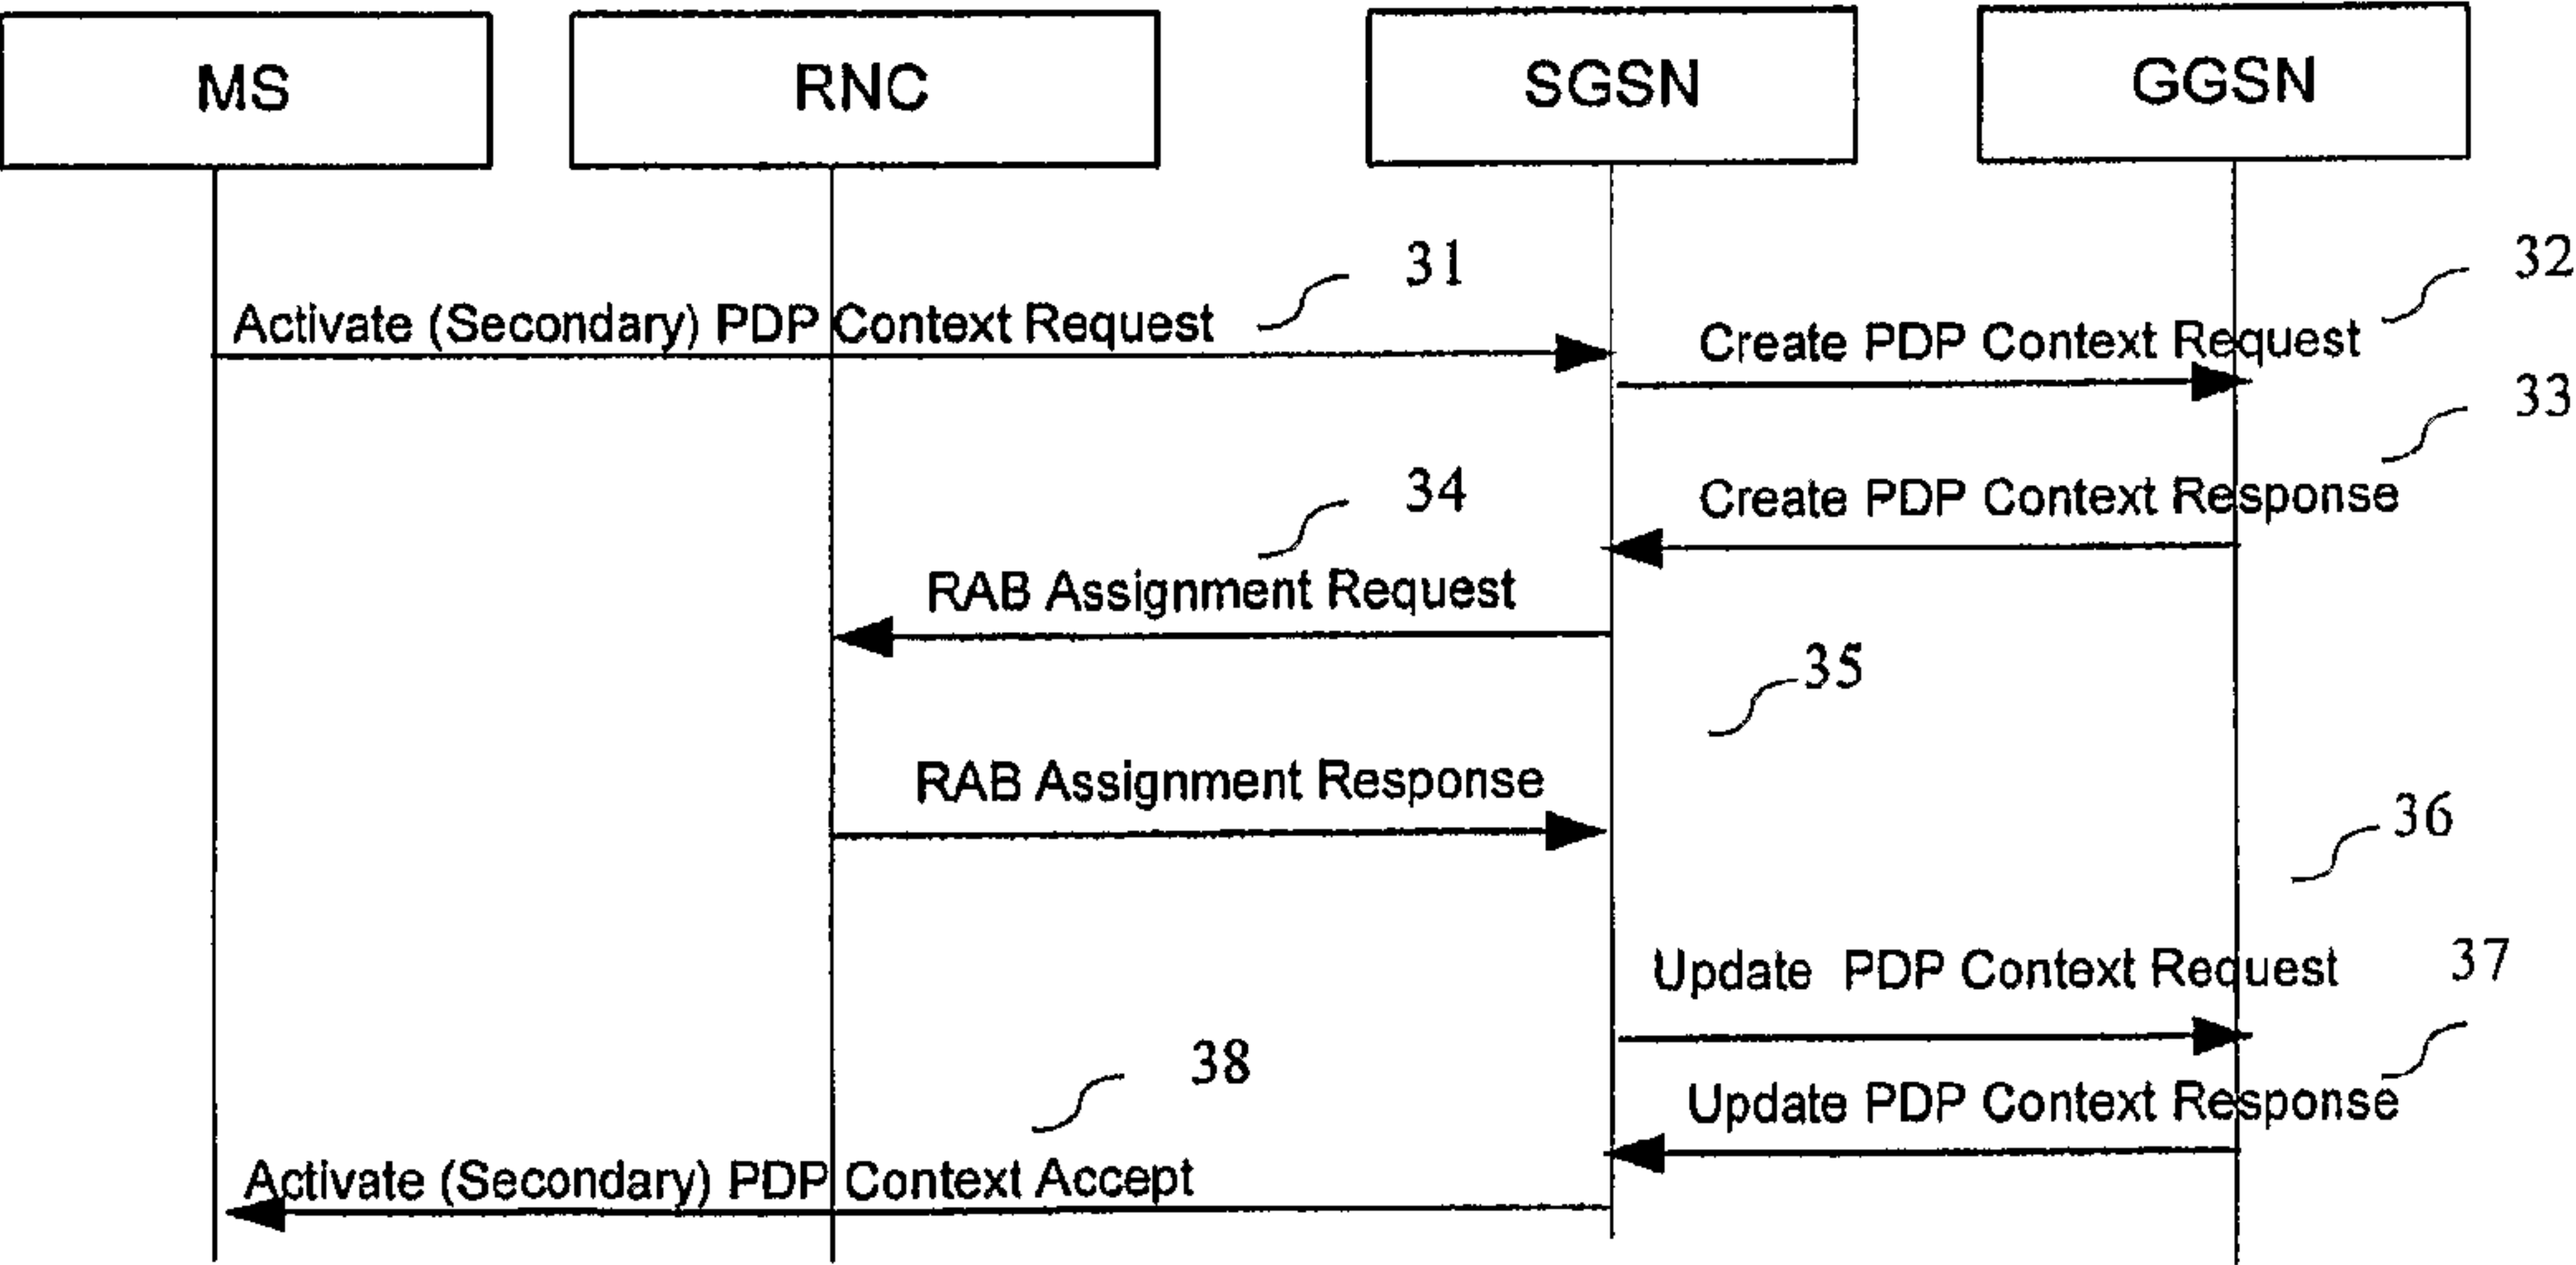 MS
RNC
SGSN
GGSN
31
32
Activate (Secondary) PDP Context Request
Create PDP Context Request
33
34
Create PDP Context Response
RAB Assignment Request
35
RAB Assignment Response
36
Update PDP Context Request
37
38
Update PDP Context Response
Activate (Secondary) PDP Context Accept